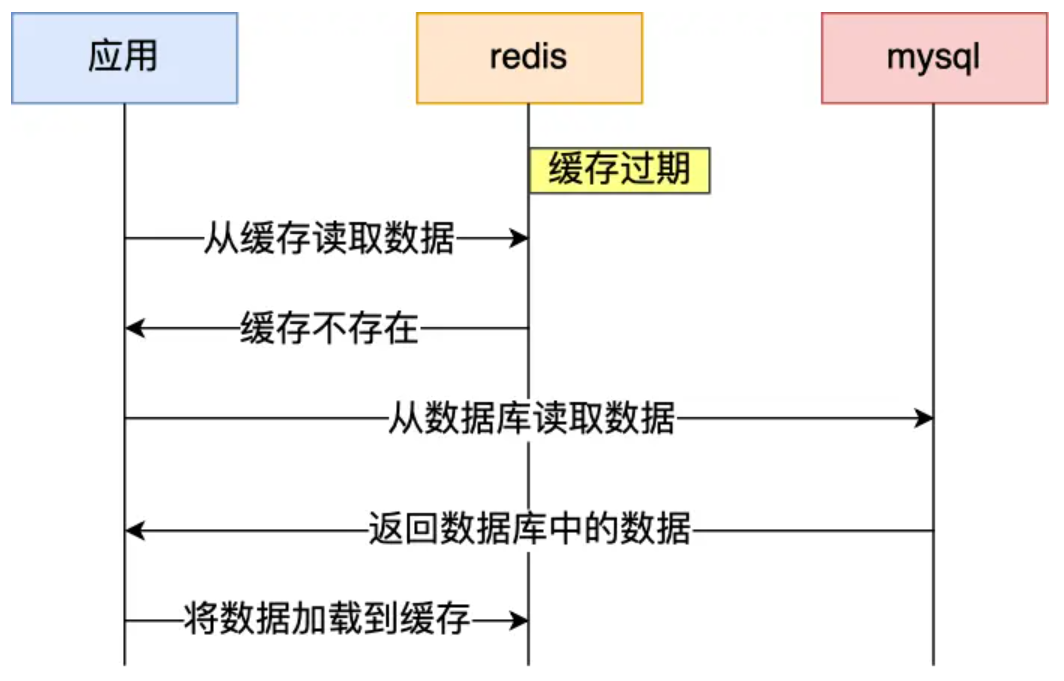 应用
redis
mysql
缓存过期
从缓存读取数据
缓存不存在
从数据库读取数据
返回数据库中的数据
将数据加载到缓存